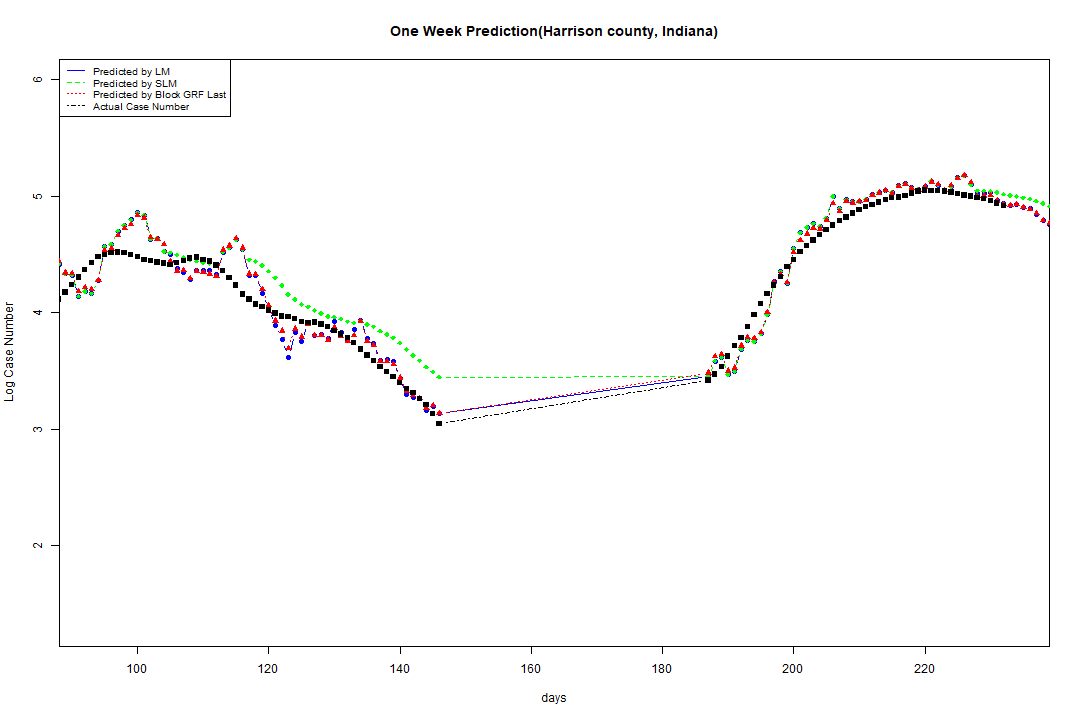 One Week Prediction(Harrison county, Indiana)
Predicted by LM
Predicted by SLM
Predicted by Block GRF Last
Actual Case Number
6
5
4
3
2
Log Case Number
100 120 140 160 180 200 220
days